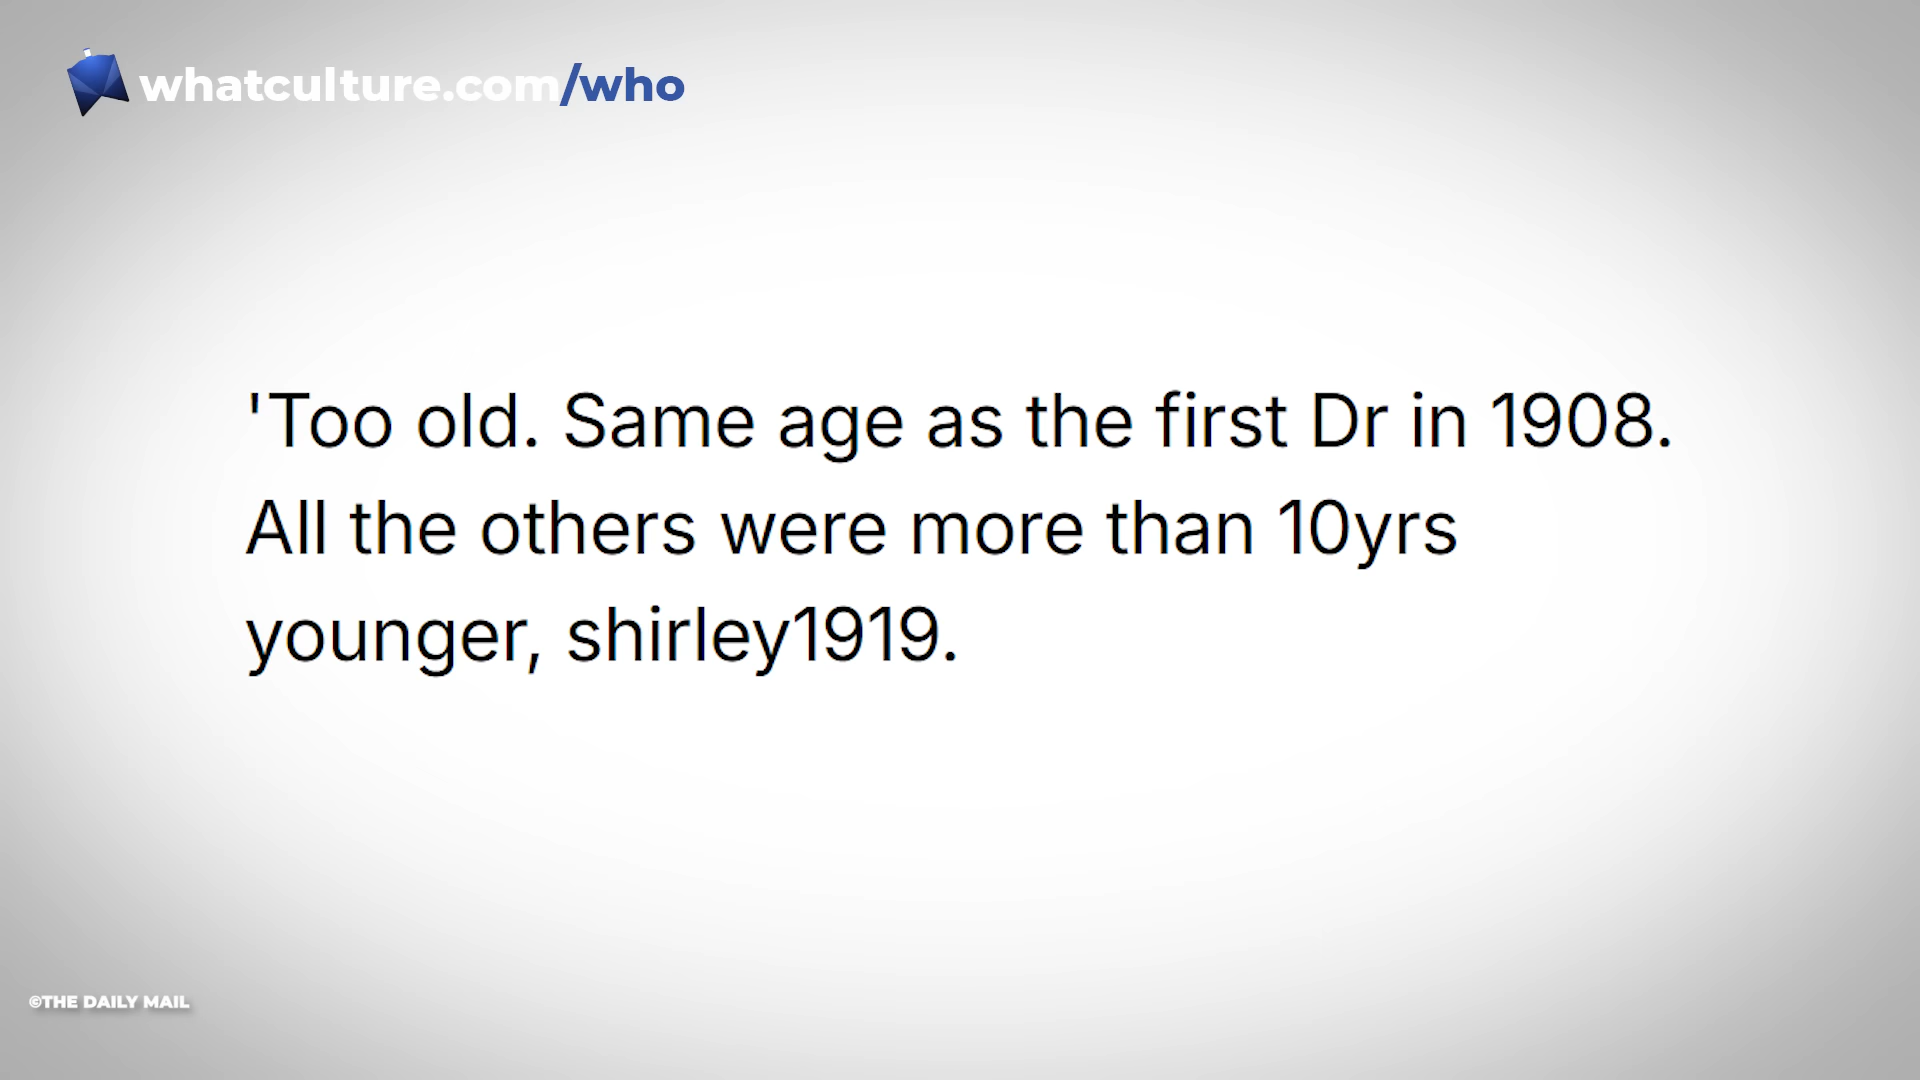 whatculture.com/who
'Too old. Same age as the first Dr in 1908.
All the others were more than 10yrs
younger, shirley1919.
©THE DAILY MAIL